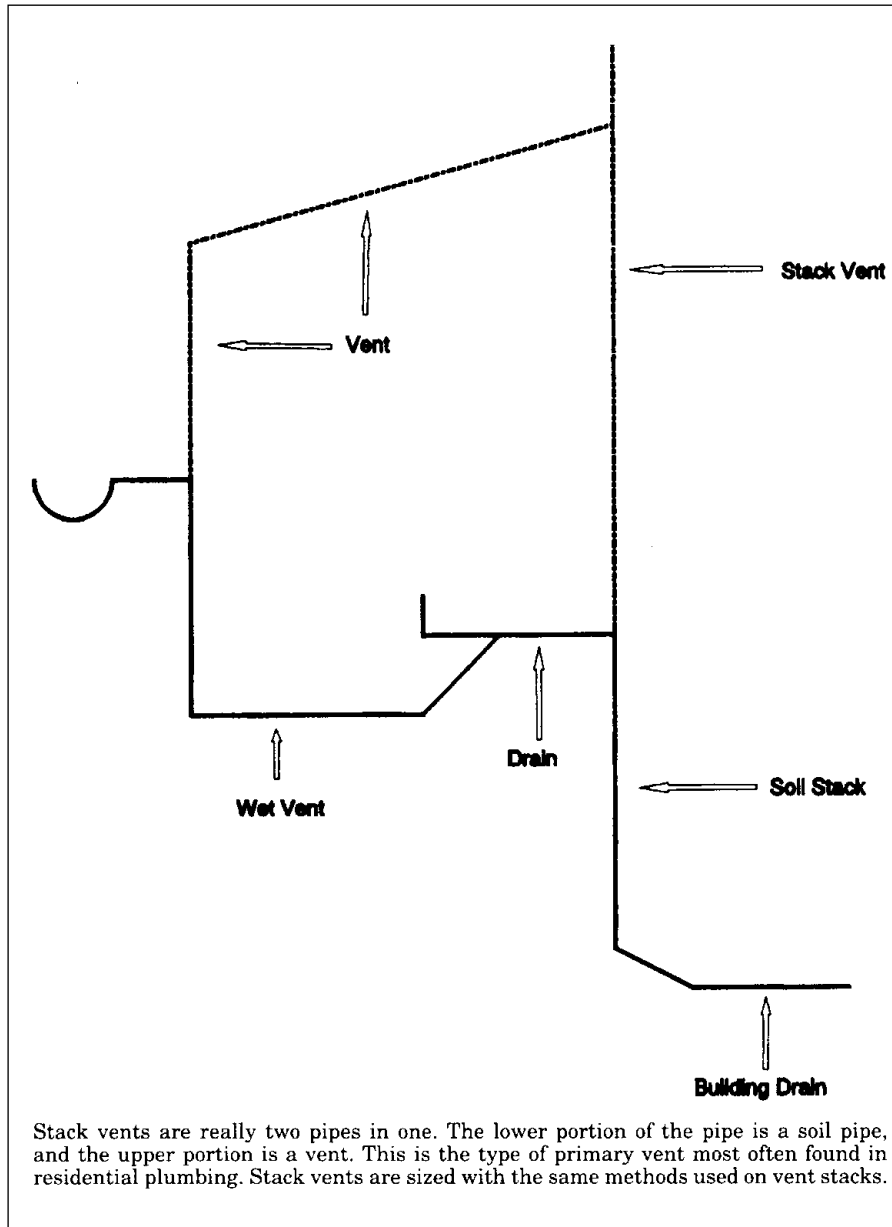 Stack Vent
Vent
Drain
Wet Vent
Soil Stack
Building Drain
Stack vents are really two pipes in one. The lower portion of the pipe is a soil pipe,
and the upper portion is a vent. This is the type of primary vent most often found in
residential plumbing. Stack vents are sized with the same methods used on vent stacks.